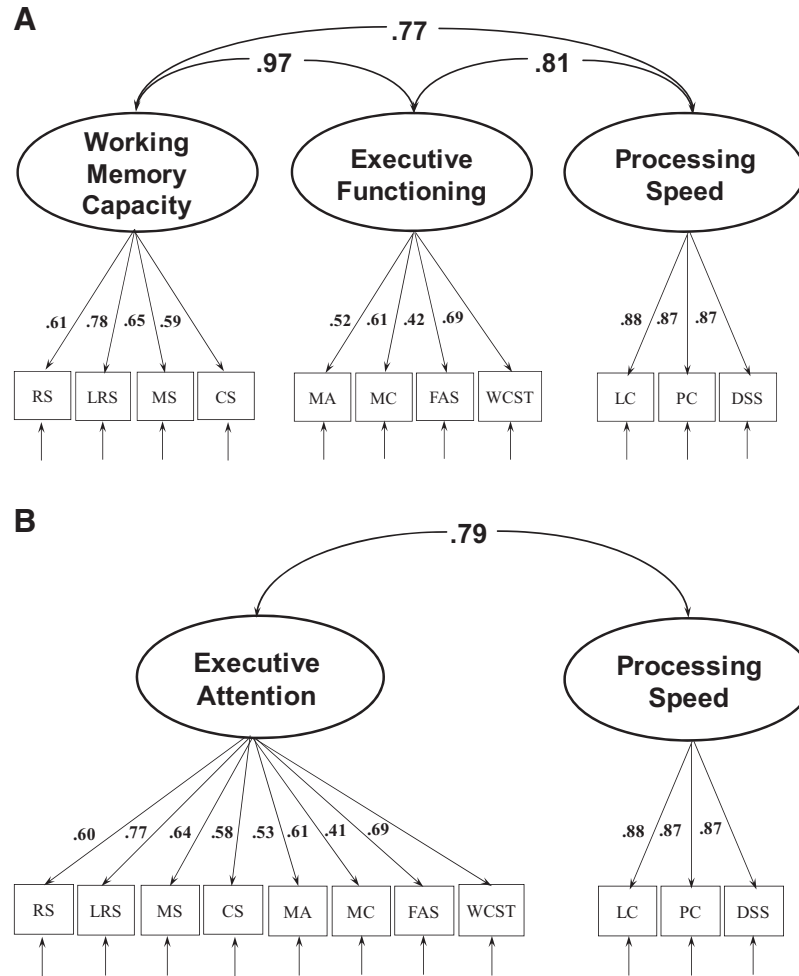 A
.77
.97
.81
Working
Memory
Capacity
Executive
Functioning
Processing
Speed
.61 .78 .65 .59
.52 .61 .42 .69
.88 .87 .87
RS LRS MS CS
MA MC FAS WCST
LC PC DSS
B
.79
Executive
Attention
Processing
Speed
.60 .77 .64 .58 .53 .61 .41 .69
.88 .87 .87
RS LRS MS CS MA MC FAS WCST
LC PC DSS